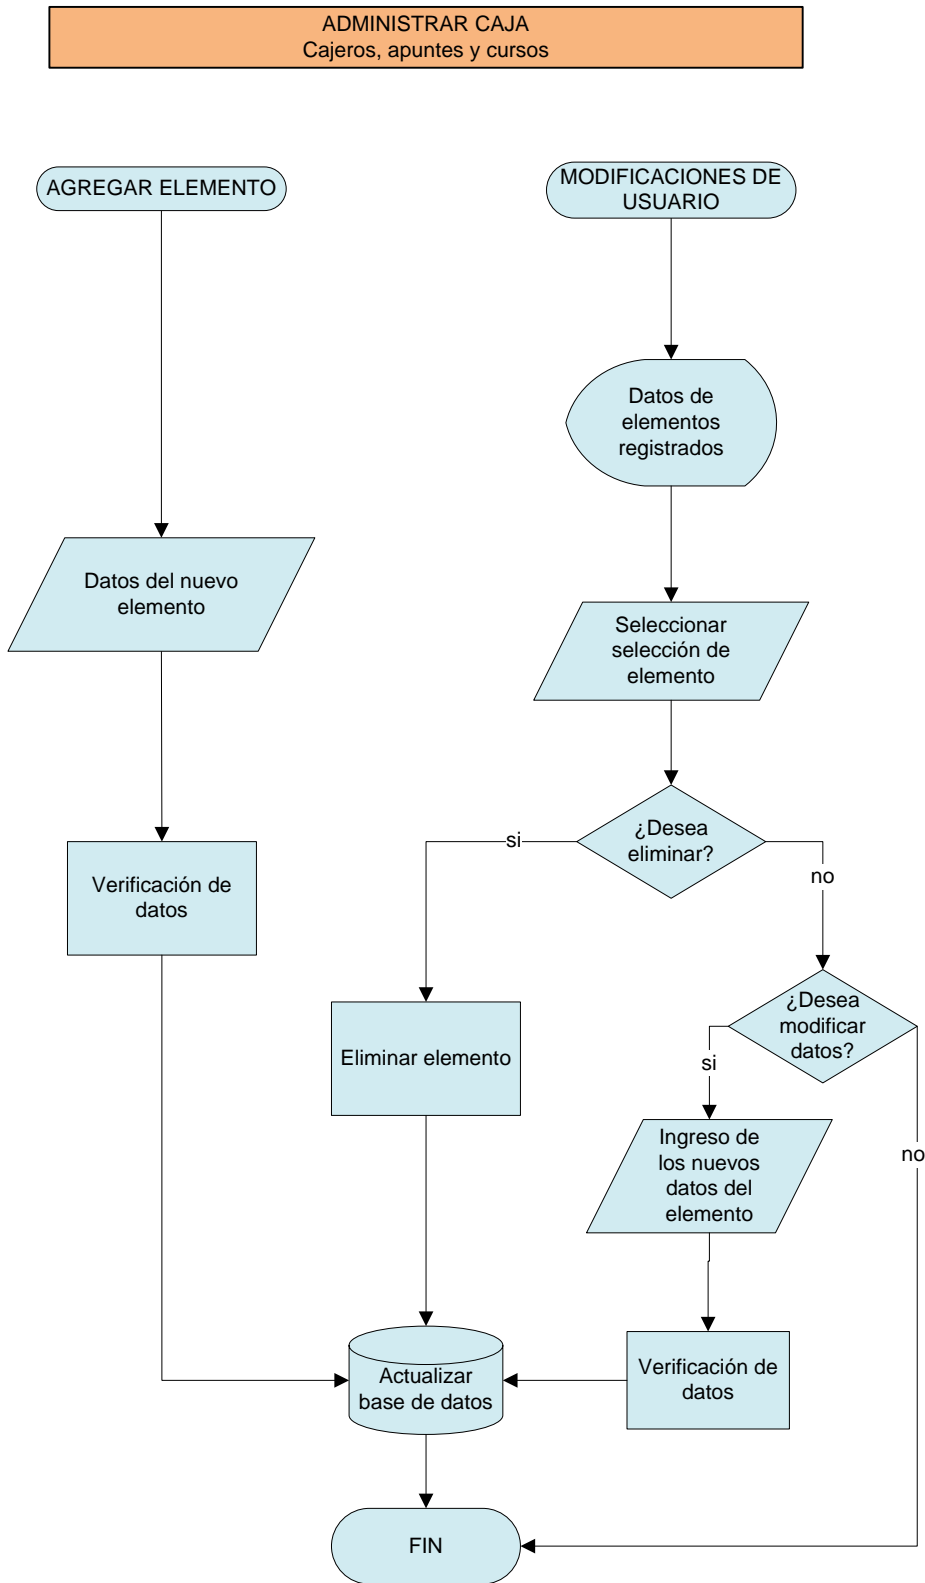 ADMINISTRAR CAJA
Cajeros, apuntes y cursos
AGREGAR ELEMENTO
MODIFICACIONES DE
USUARIO
Datos de
elementos
registrados
Datos del nuevo
elemento
Seleccionar
selección de
elemento
¿Desea
eliminar?
si
no
Verificación de
datos
¿Desea
modificar
datos?
Eliminar elemento
si
no
Ingreso de
los nuevos
datos del
elemento
Actualizar
base de datos
Verificación de
datos
FIN